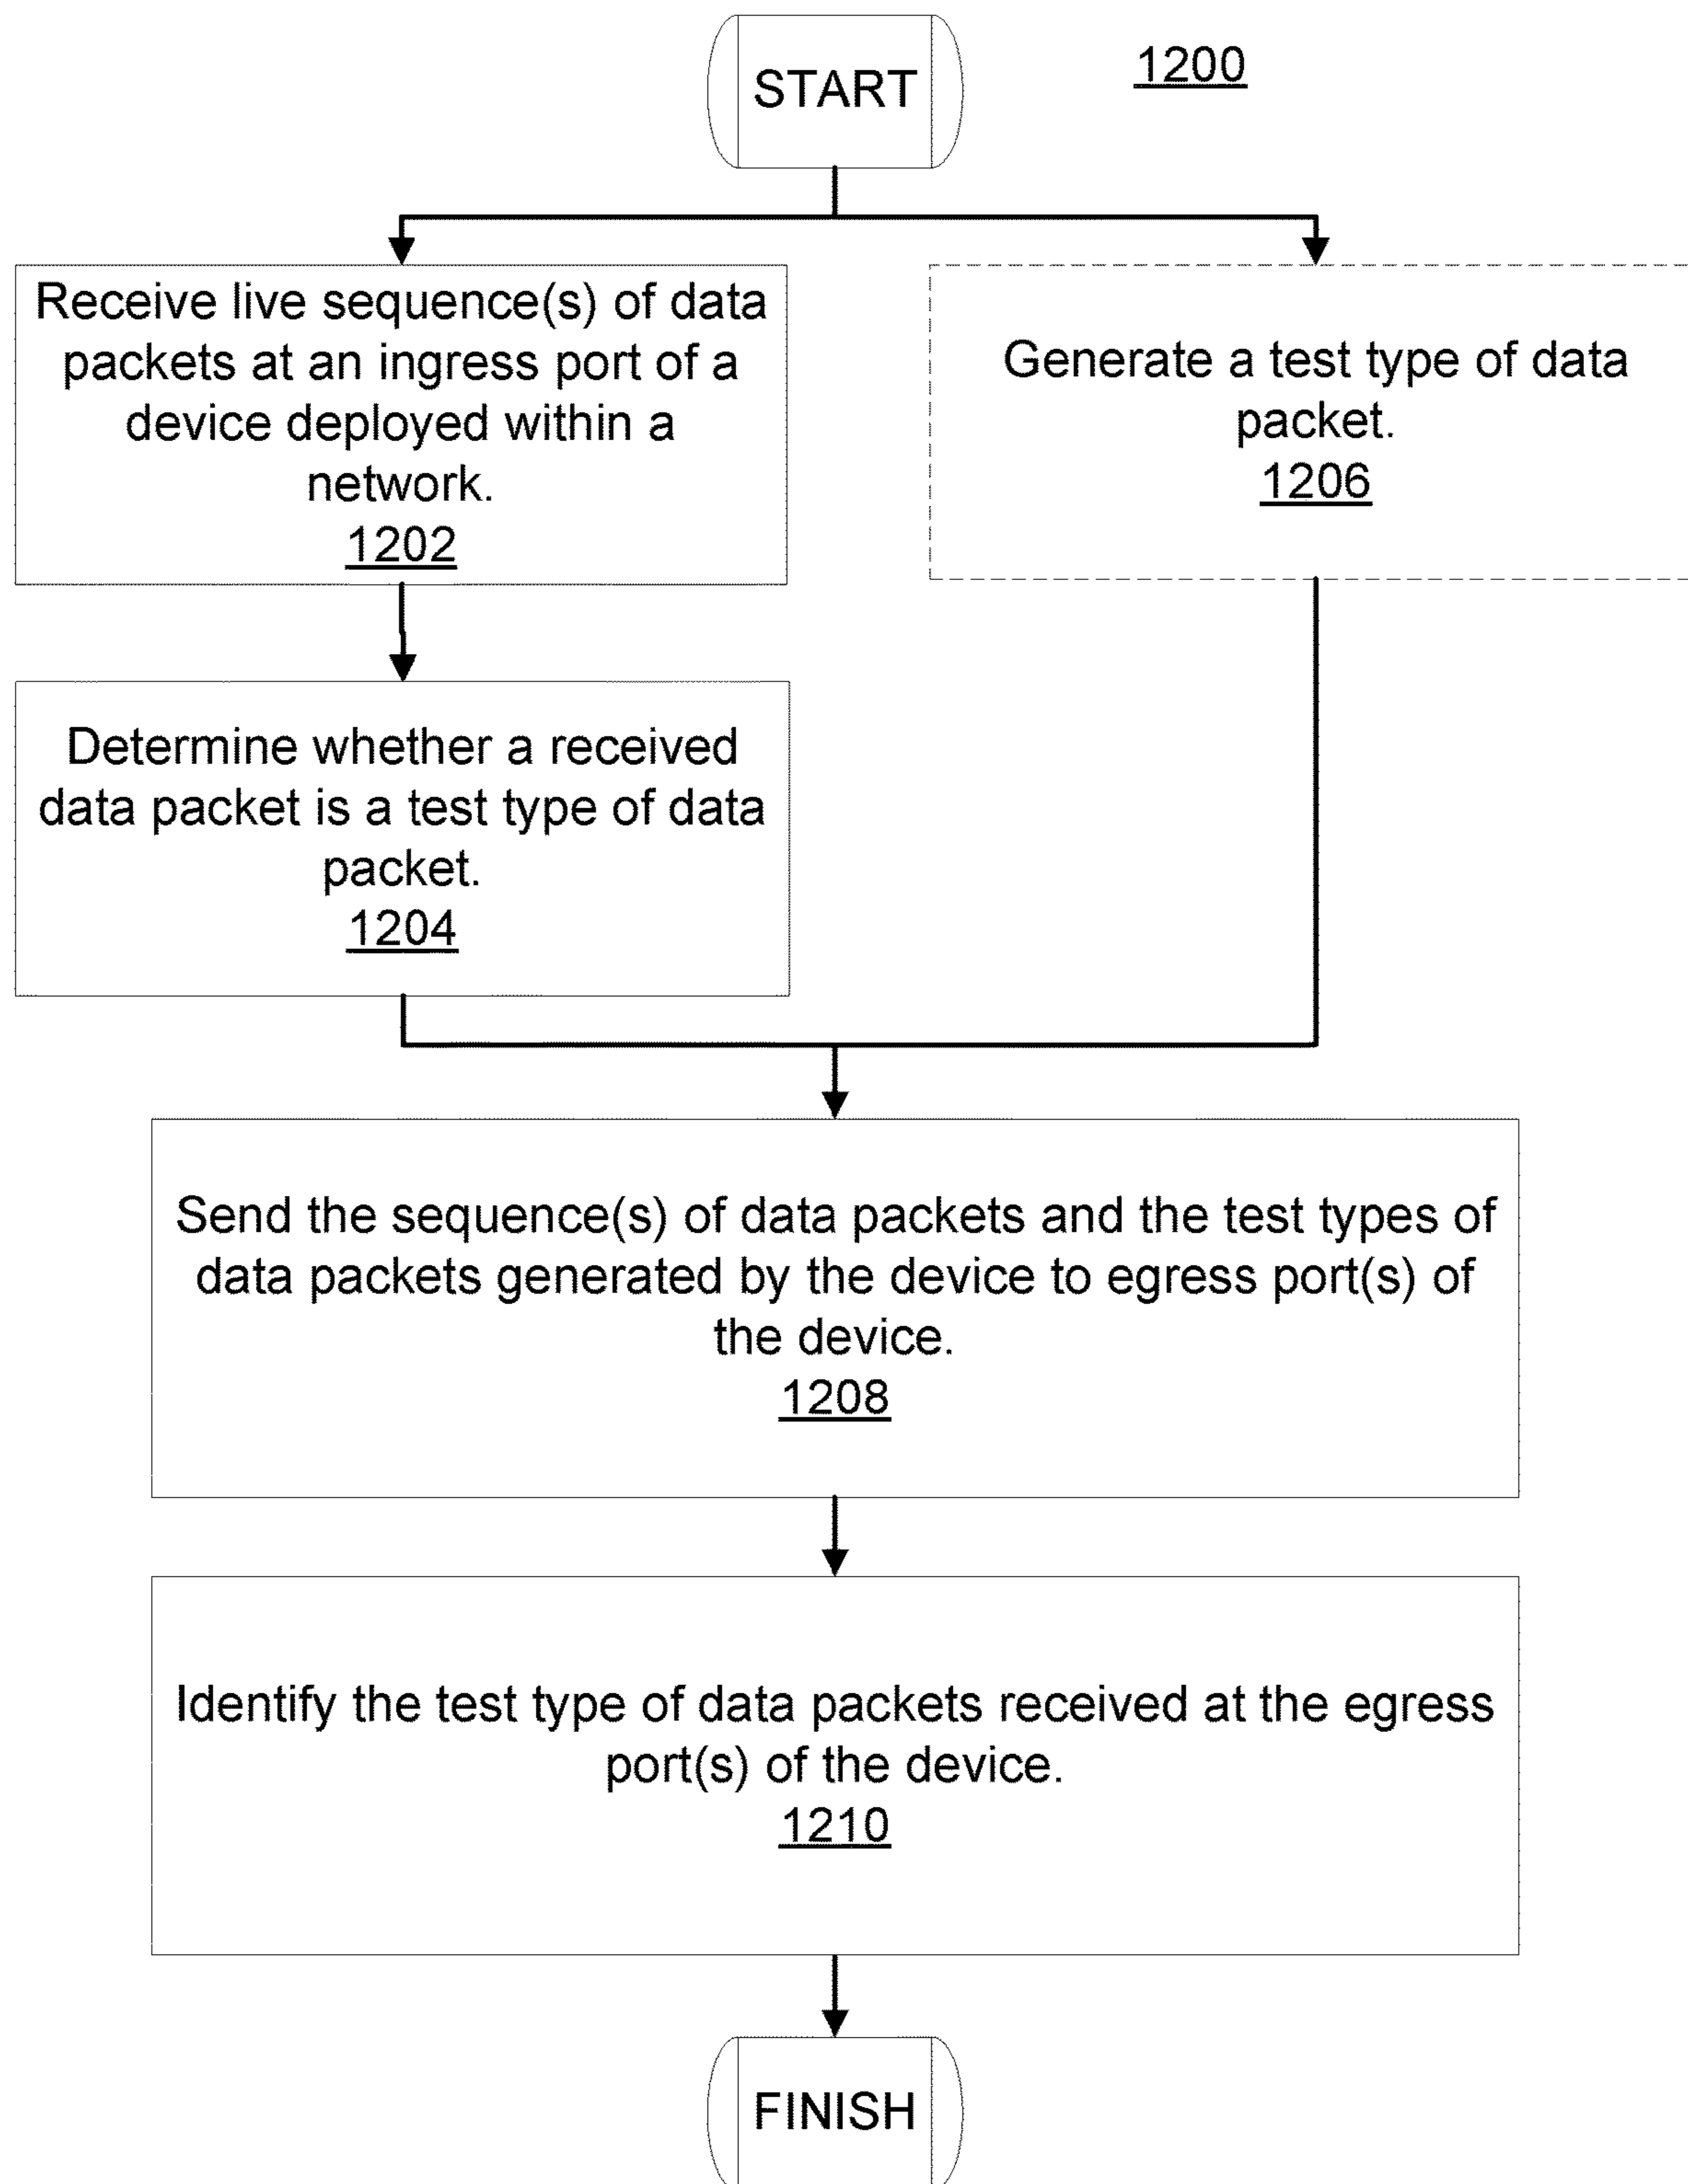 START
1200
Receive live sequence(s) of data
packets at an ingress port of a
device deployed within a
network.
1202
Generate a test type of data
packet.
1206
Determine whether a received
data packet is a test type of data
packet.
1204
Send the sequence(s) of data packets and the test types of
data packets generated by the device to egress port(s) of
the device.
1208
Identify the test type of data packets received at the egress
port(s) of the device.
1210
FINISH